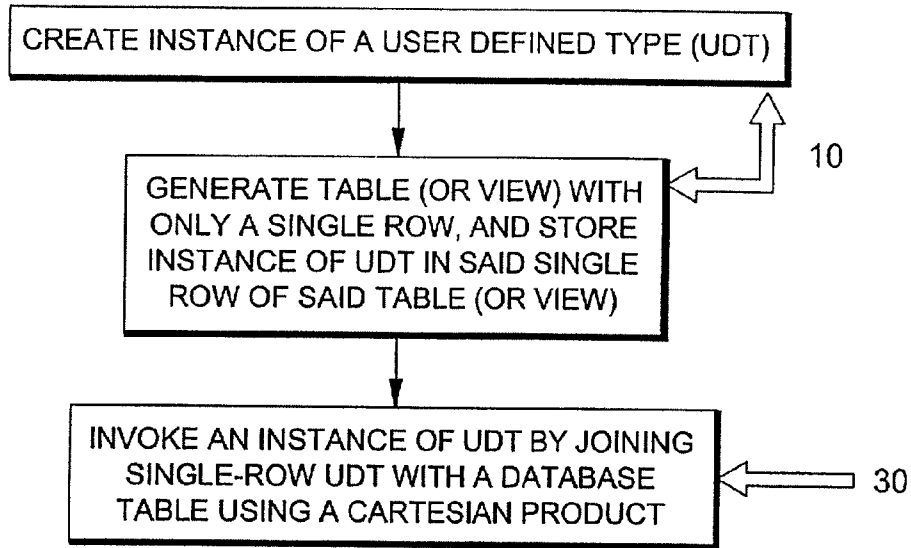 CREATE INSTANCE OF A USER DEFINED TYPE (UDT)
10
GENERATE TABLE (OR VIEW) WITH
ONLY A SINGLE ROW, AND STORE
INSTANCE OF UDT IN SAID SINGLE
ROW OF SAID TABLE (OR VIEW)
INVOKE AN INSTANCE OF UDT BY JOINING
SINGLE-ROW UDT WITH A DATABASE
TABLE USING A CARTESIAN PRODUCT
30